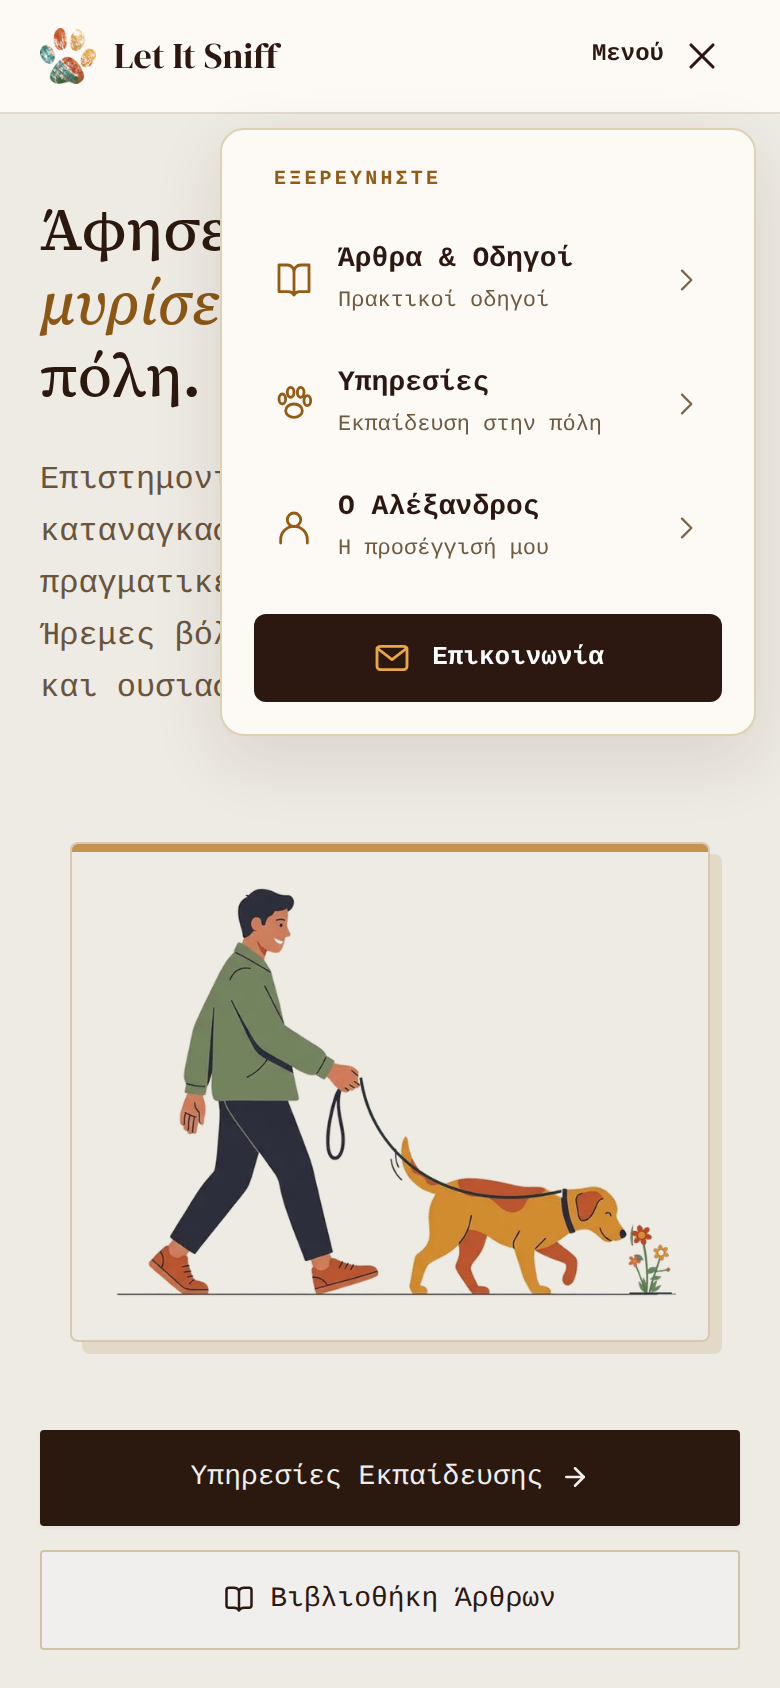 Let It Sniff
Μενού
ΕΞΕΡΕΥΝΗΣΤΕ
Άρθρα & Οδηγοί
Πρακτικοί οδηγοί
Υπηρεσίες
Εκπαίδευση στην πόλη
Ο Αλέξανδρος
Η προσέγγισή μου
Επικοινωνία
Άφησε
μυρίσε
πόλη.
Επιστημον
καταναγκα
πραγματικ
Ήρεμες βόλ
και ουσια
Υπηρεσίες Εκπαίδευσης
Βιβλιοθήκη Άρθρων